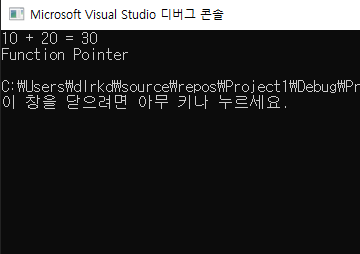 Microsoft Visual Studio 디버그 콘솔
10 + 20 = 30
Function Pointer
C:₩Users₩dlrkd₩source₩repos₩Project1₩Debug₩Pr
이 창을 닫으려면 아무 키나 누르세요.